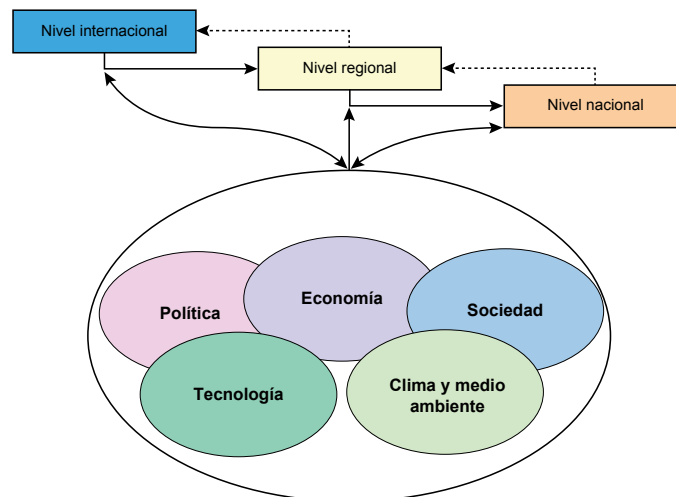 Nivel internacional
Nivel regional
Nivel nacional
Economía
Política
Sociedad
Tecnología
Clima y medio
ambiente